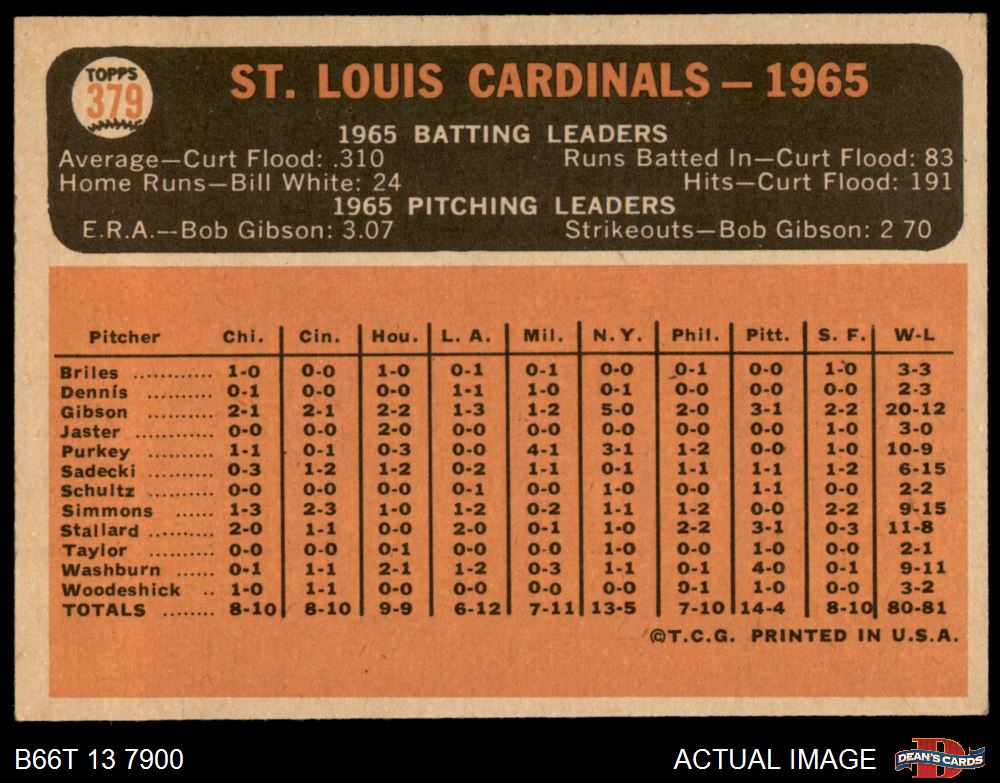 TOPPS
379
ST. LOUIS CARDINALS – 1965
1965 BATTING LEADERS
Average—Curt Flood: .310 Runs Batted In—Curt Flood: 83
Home Runs—Bill White: 24 Hits—Curt Flood: 191
1965 PITCHING LEADERS
E.R.A.--Bob Gibson: 3.07 Strikeouts—Bob Gibson: 2 70
Pitcher Chi. Cin. Hou. L. A. Mil. N.Y. Phil. Pitt. S. F. W-L
Briles ............ 1-0 0-0 1-0 0-1 0-1 0-0 0-1 0-0 1-0 3-3
Dennis .......... 0-1 0-0 0-0 1-1 1-0 0-1 0-0 0-0 0-0 2-3
Gibson .......... 2-1 2-1 2-2 1-3 1-2 5-0 2-0 3-1 2-2 20-12
Jaster ............ 0-0 0-0 2-0 0-0 0-0 0-0 0-0 0-0 1-0 3-0
Purkey .......... 1-1 0-1 0-3 0-0 4-1 3-1 1-2 0-0 1-0 10-9
Sadecki .......... 0-3 1-2 1-2 0-2 1-1 0-1 1-1 1-1 1-2 6-15
Schultz .......... 0-0 0-0 0-0 0-1 0-0 1-0 0-0 1-1 0-0 2-2
Simmons ...... 1-3 2-3 1-0 1-2 0-2 1-1 1-2 0-0 2-2 9-15
Stallard .......... 2-0 1-1 0-0 2-0 0-1 1-0 2-2 3-1 0-3 11-8
Taylor .......... 0-0 0-0 0-1 0-0 0-0 1-0 0-0 1-0 0-0 2-1
Washburn ...... 0-1 1-1 2-1 1-2 0-3 1-1 0-1 4-0 0-1 9-11
Woodeshick .. 1-0 1-1 0-0 0-0 0-0 0-0 0-1 1-0 0-0 3-2
TOTALS ........ 8-10 8-10 9-9 6-12 7-11 13-5 7-10 14-4 8-10 80-81
©T.C.G. PRINTED IN U.S.A.
B66T 13 7900 ACTUAL IMAGE D DEAN'S CARDS